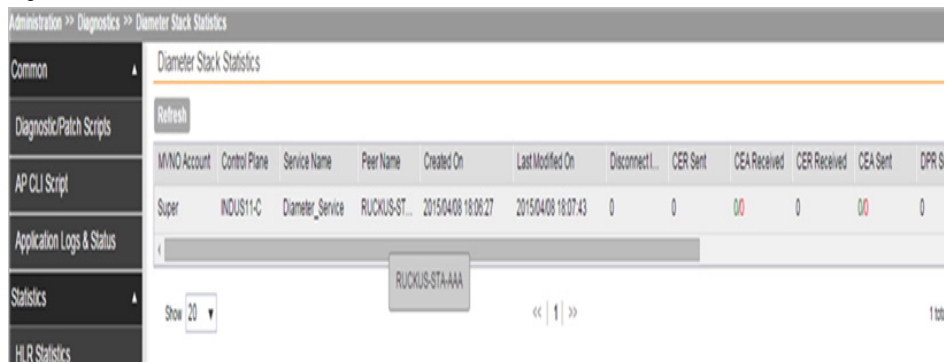 Administration >> Diagnostics >> Diameter Stack Statistics
Common
Diagnostic/Patch Scripts
AP CLI Script
Application Logs & Status
Statistics
HLR Statistics
Diameter Stack Statistics
Refresh
MVNO Account Control Plane Service Name Peer Name Created On Last Modified On Disconnect I... CER Sent CEA Received CER Received CEA Sent DPR S
Super INDUS11-C Diameter_Service RUCKUS-ST... 2015/04/08 18:06:27 2015/04/08 18:07:43 0 0 0/0 0 0/0 0
RUCKUS-STA-AAA
Show 20 << | 1 | >> 1 tota